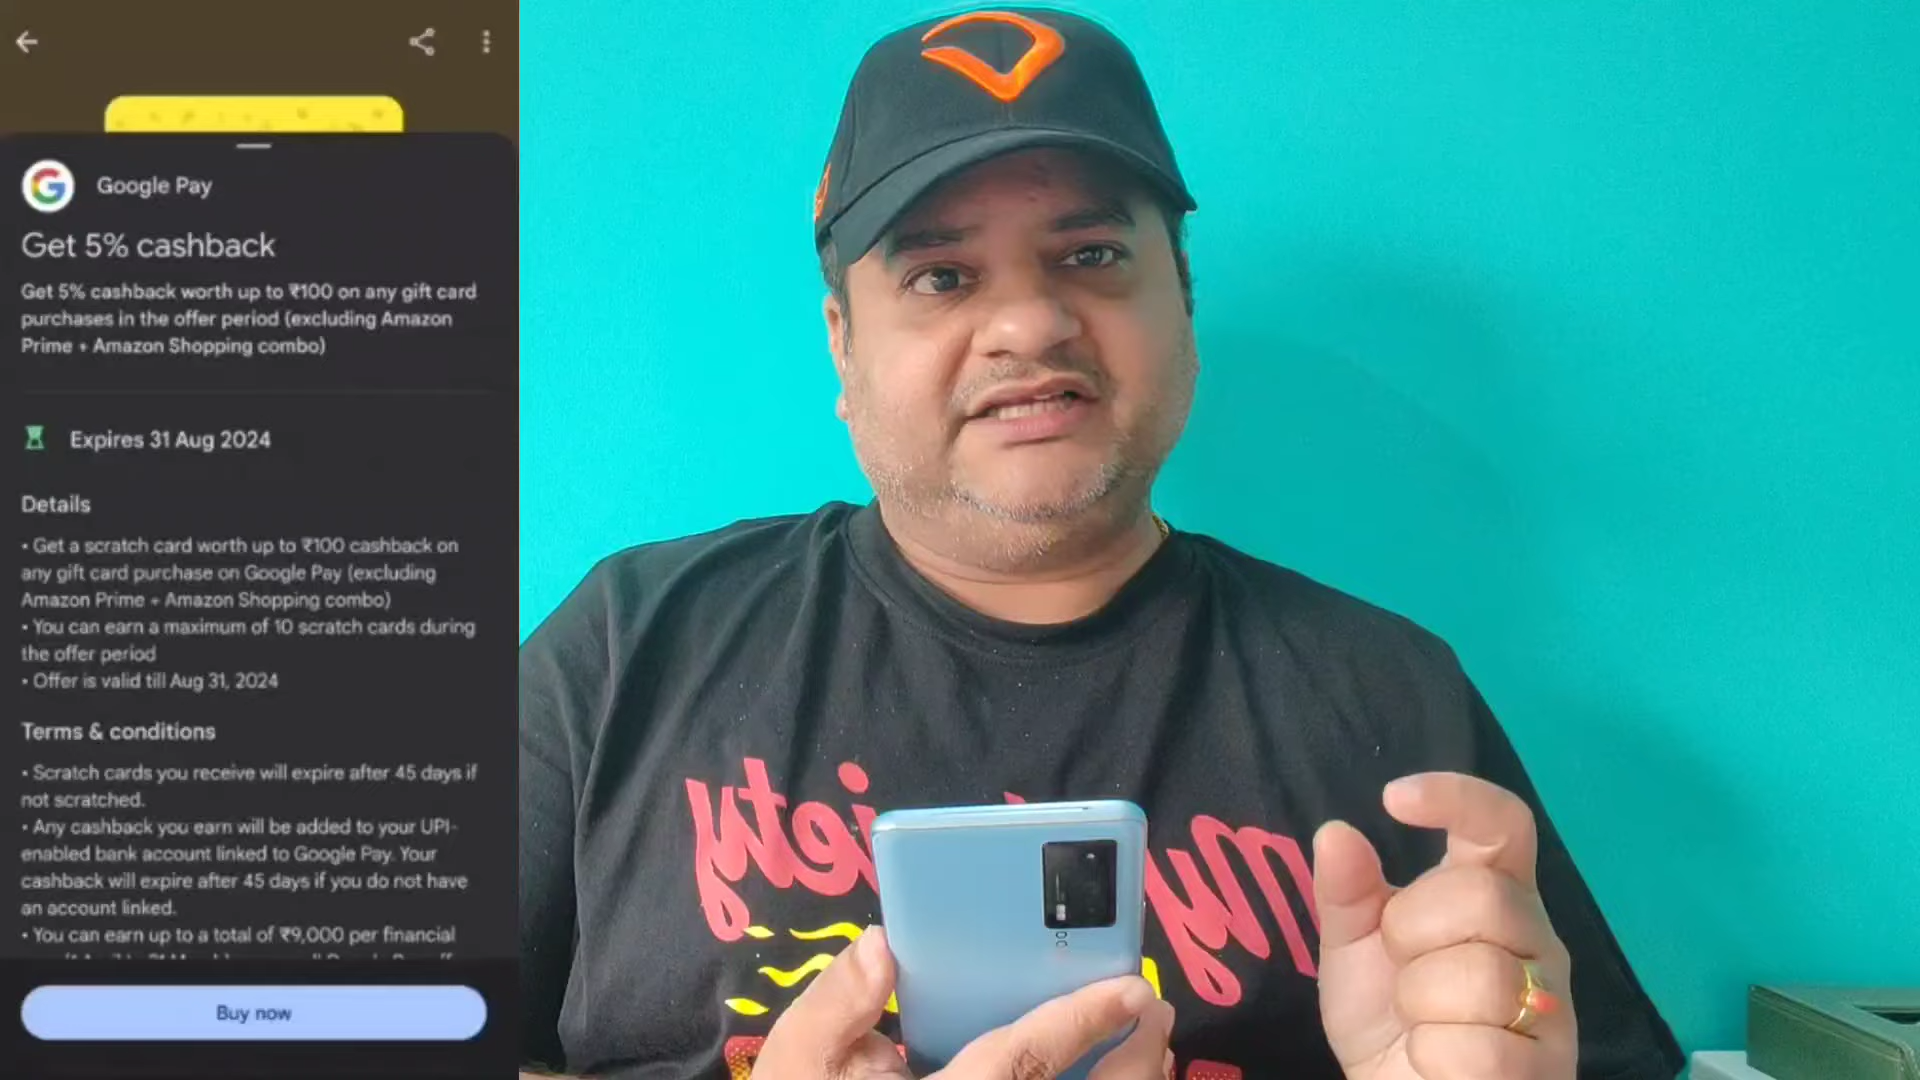 Google Pay
Get 5% cashback
Get 5% cashback worth up to ₹100 on any gift card
purchases in the offer period (excluding Amazon
Prime + Amazon Shopping combo)
Expires 31 Aug 2024
Details
• Get a scratch card worth up to ₹100 cashback on
any gift card purchase on Google Pay (excluding
Amazon Prime + Amazon Shopping combo)
• You can earn a maximum of 10 scratch cards during
the offer period
• Offer is valid till Aug 31, 2024
Terms & conditions
• Scratch cards you receive will expire after 45 days if
not scratched.
• Any cashback you earn will be added to your UPI-
enabled bank account linked to Google Pay. Your
cashback will expire after 45 days if you do not have
an account linked.
• You can earn up to a total of ₹9,000 per financial
Buy now
My